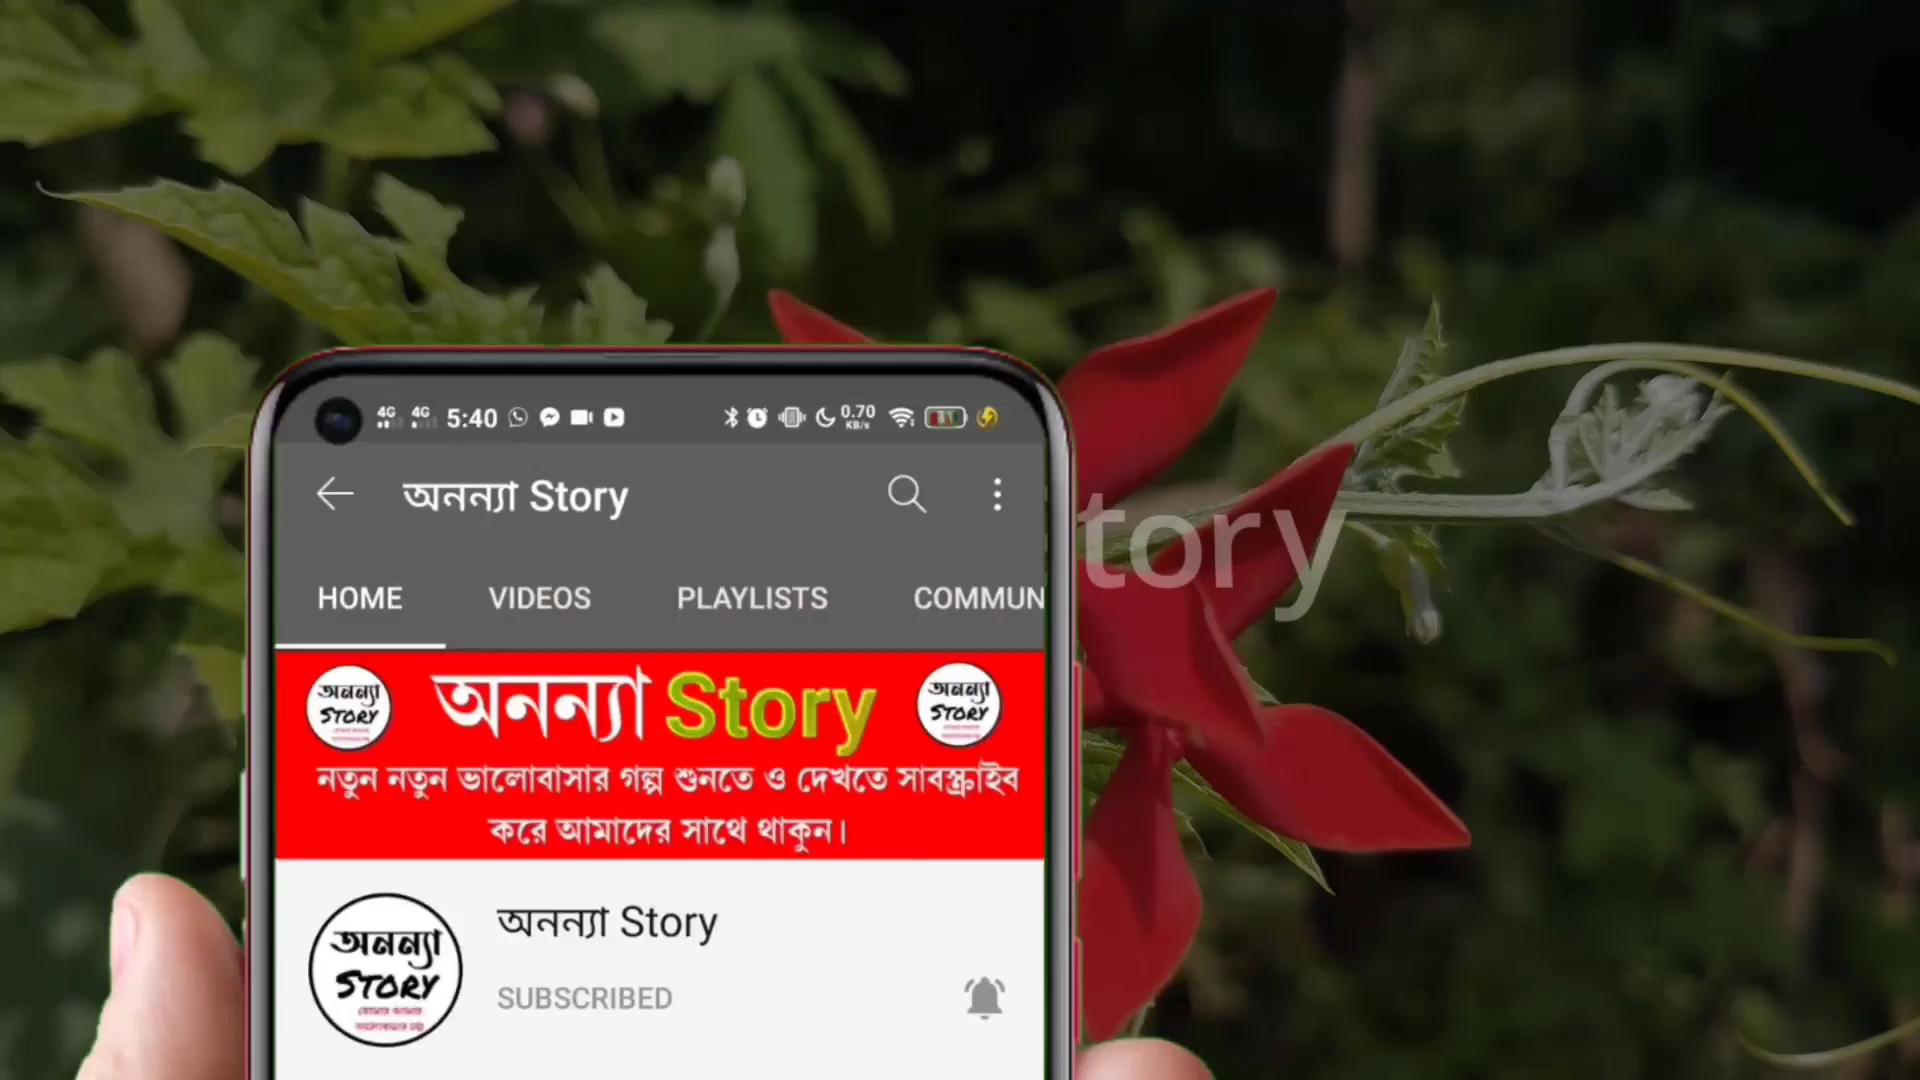 4G 4G 5:40 0.70 KB/s
অনন্যা Story
HOME VIDEOS PLAYLISTS COMMUN
tory
অনন্যা STORY
অনন্যা Story
অনন্যা STORY
নতুন নতুন ভালোবাসার গল্প শুনতে ও দেখতে সাবস্ক্রাইব
করে আমাদের সাথে থাকুন।
অনন্যা STORY
অনন্যা Story
SUBSCRIBED